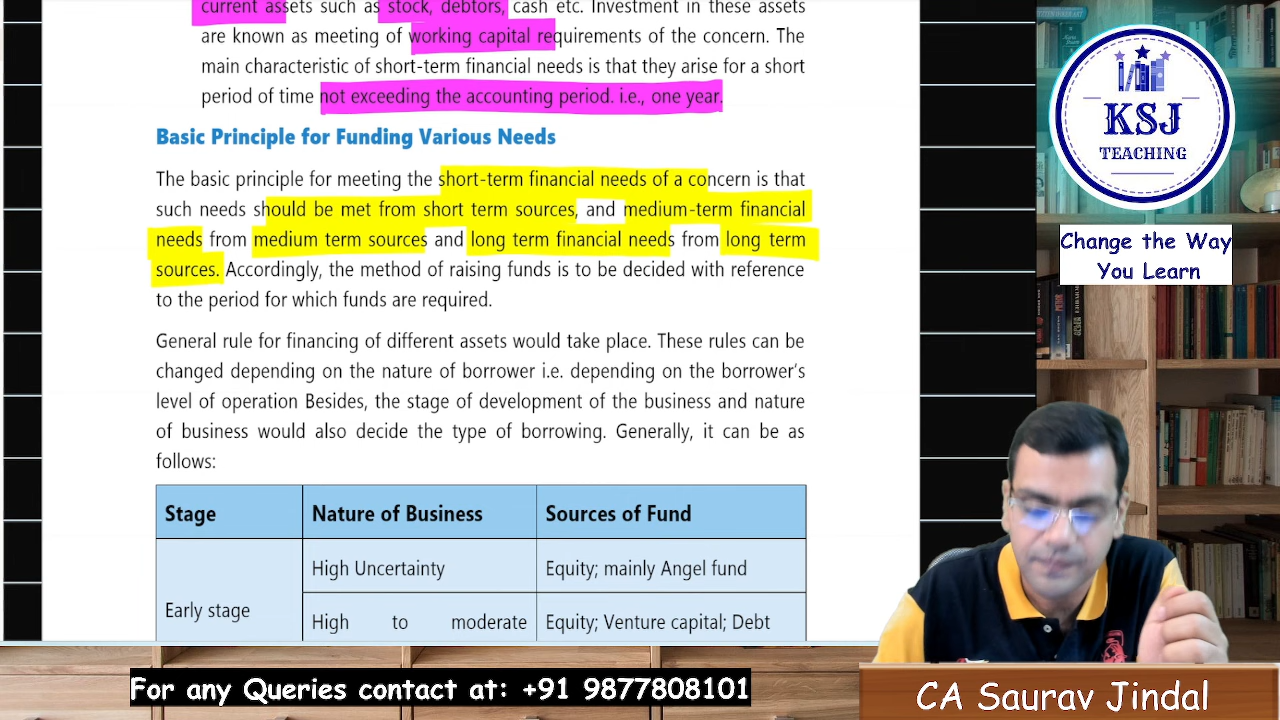 current assets such as stock, debtors, cash etc. Investment in these assets
are known as meeting of working capital requirements of the concern. The
main characteristic of short-term financial needs is that they arise for a short
period of time not exceeding the accounting period. i.e., one year.
Basic Principle for Funding Various Needs
The basic principle for meeting the short-term financial needs of a concern is that
such needs should be met from short term sources, and medium-term financial
needs from medium term sources and long term financial needs from long term
sources. Accordingly, the method of raising funds is to be decided with reference
to the period for which funds are required.
General rule for financing of different assets would take place. These rules can be
changed depending on the nature of borrower i.e. depending on the borrower's
level of operation Besides, the stage of development of the business and nature
of business would also decide the type of borrowing. Generally, it can be as
follows:
Stage Nature of Business Sources of Fund
High Uncertainty Equity; mainly Angel fund
Early stage
High to moderate Equity; Venture capital; Debt
KSJ
TEACHING
Change the Way
You Learn
For any Queries contact at: +91 9877808101
CA Saurav Jindal